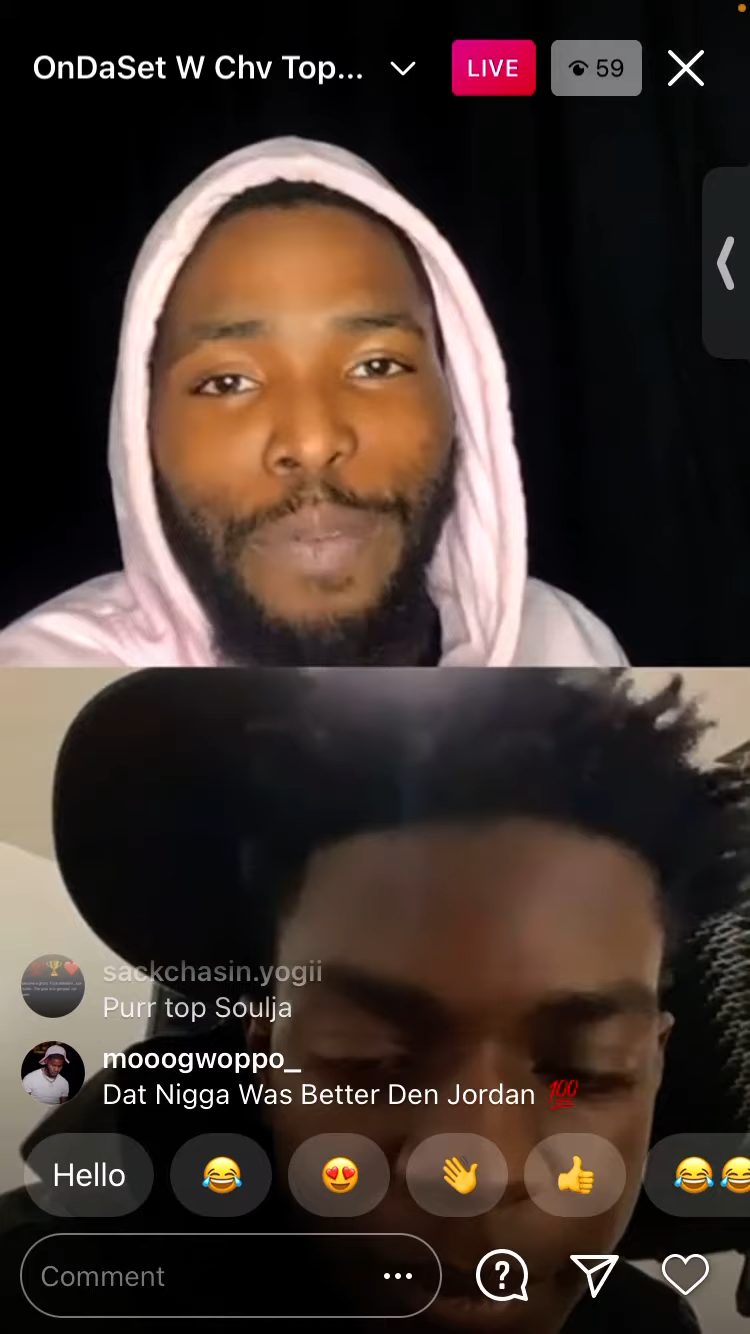 OnDaSet W Chv Top...
LIVE
59
sackchasin.yogii
Purr top Soulja
mooogwoppo_
Dat Nigga Was Better Den Jordan 💯
Hello
Comment